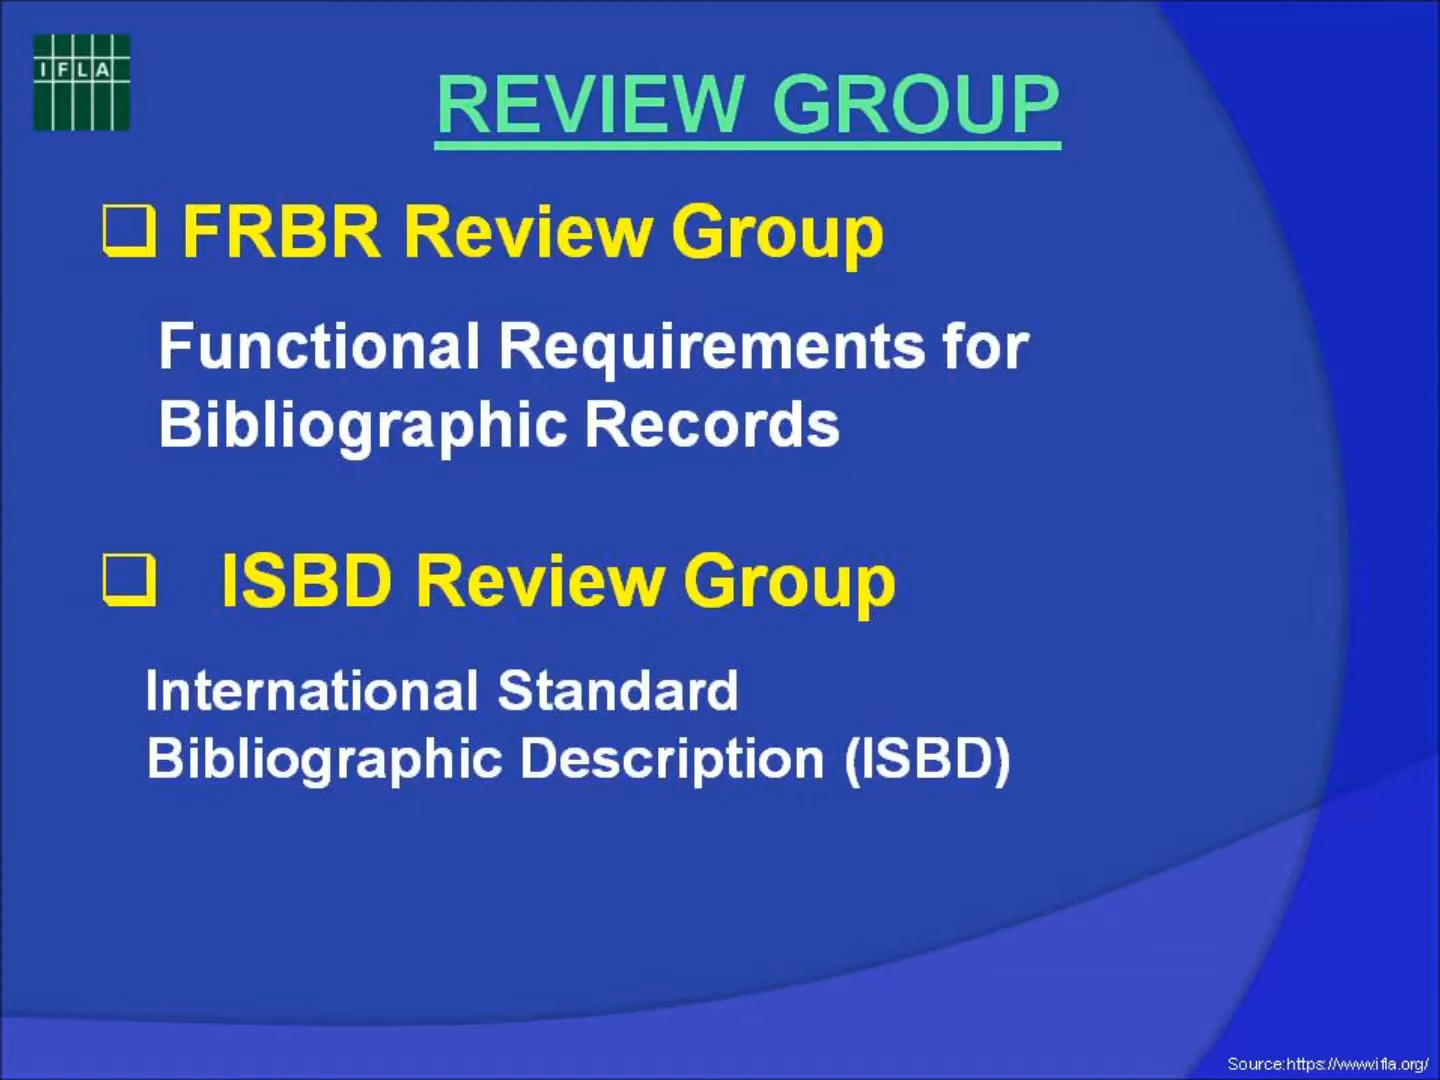 IFLA
REVIEW GROUP
FRBR Review Group
Functional Requirements for
Bibliographic Records
ISBD Review Group
International Standard
Bibliographic Description (ISBD)
Source:https://www.ifla.org/